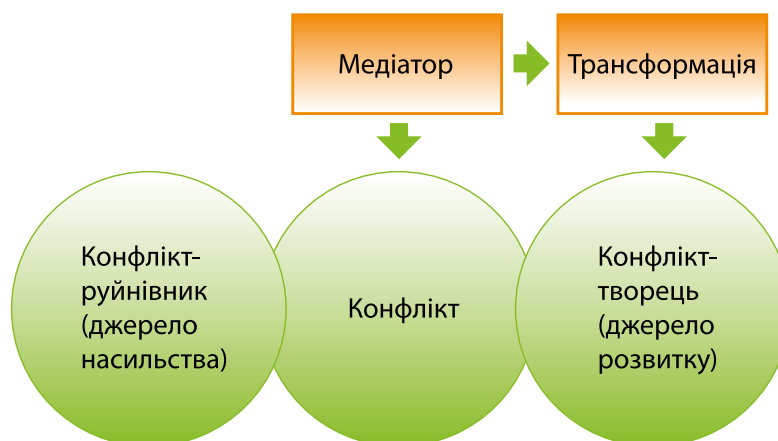 Медіатор
Трансформація
Конфлікт-
руйнівник
(джерело
насильства)
Конфлікт
Конфлікт-
творець
(джерело
розвитку)